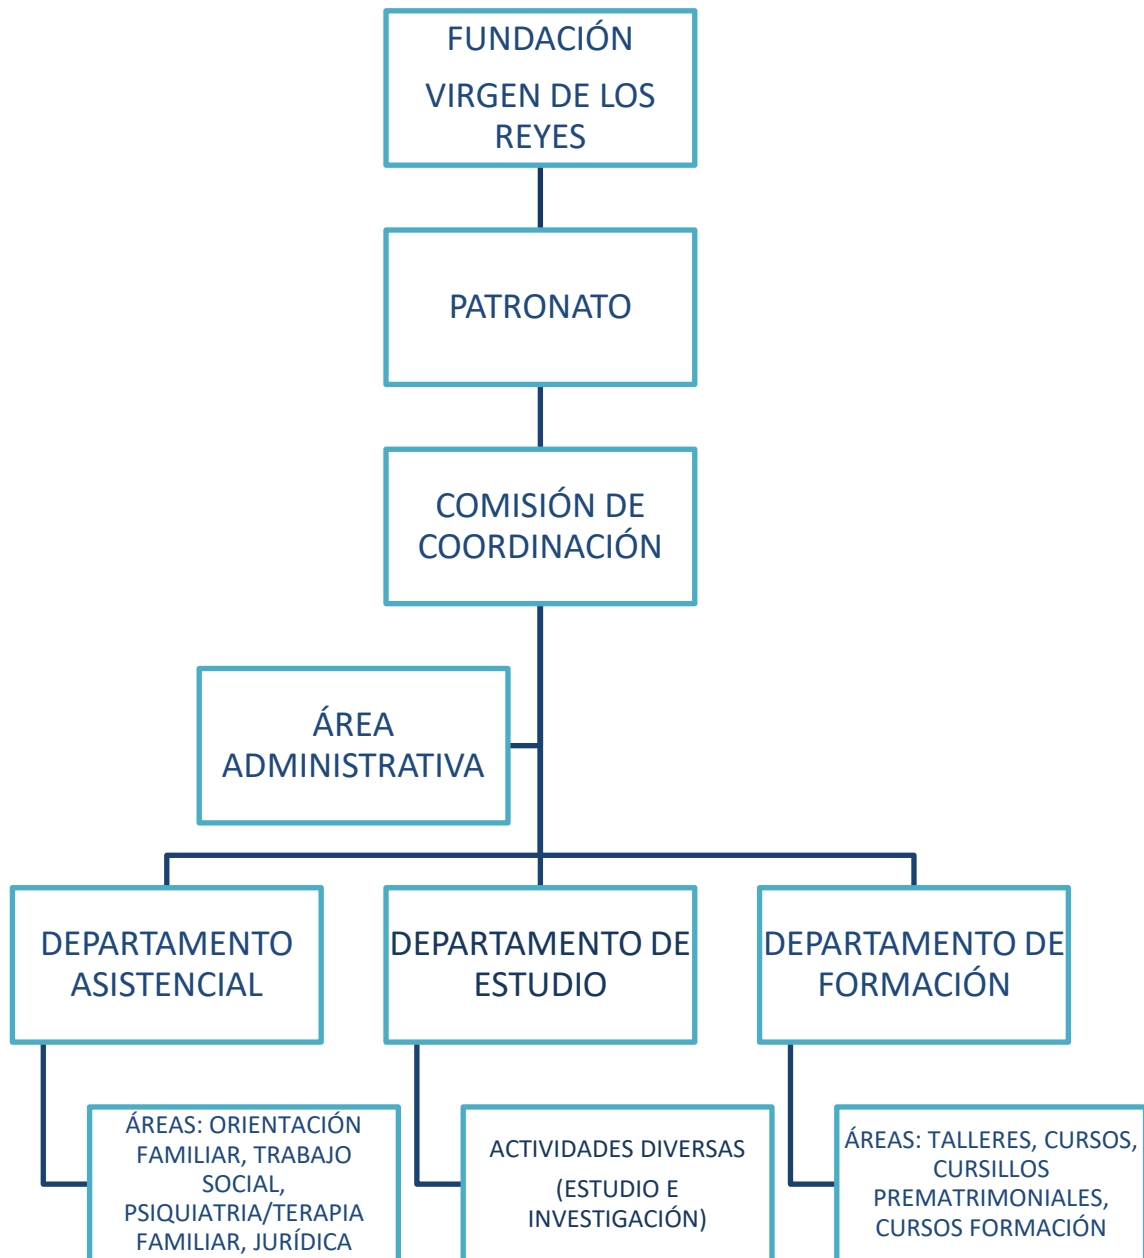 FUNDACIÓN
VIRGEN DE LOS
REYES
PATRONATO
COMISIÓN DE
COORDINACIÓN
ÁREA
ADMINISTRATIVA
DEPARTAMENTO
ASISTENCIAL
DEPARTAMENTO DE
ESTUDIO
DEPARTAMENTO DE
FORMACIÓN
ÁREAS: ORIENTACIÓN
FAMILIAR, TRABAJO
SOCIAL,
PSIQUIATRIA/TERAPIA
FAMILIAR, JURÍDICA
ACTIVIDADES DIVERSAS
(ESTUDIO E
INVESTIGACIÓN)
ÁREAS: TALLERES, CURSOS,
CURSILLOS
PREMATRIMONIALES,
CURSOS FORMACIÓN